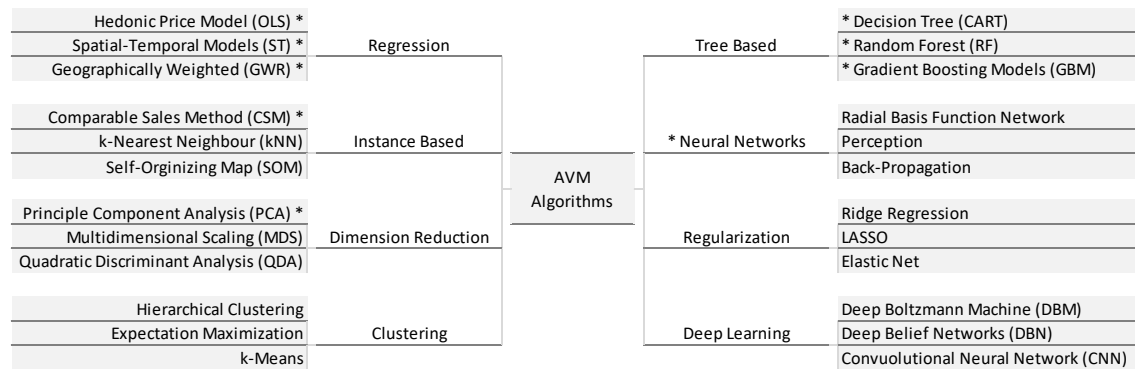 Hedonic Price Model (OLS) *
Spatial-Temporal Models (ST) *
Geographically Weighted (GWR) *
Regression
Comparable Sales Method (CSM) *
k-Nearest Neighbour (kNN)
Self-Orginizing Map (SOM)
Instance Based
Principle Component Analysis (PCA) *
Multidimensional Scaling (MDS)
Quadratic Discriminant Analysis (QDA)
Dimension Reduction
Hierarchical Clustering
Expectation Maximization
k-Means
Clustering
AVM
Algorithms
Tree Based
* Decision Tree (CART)
* Random Forest (RF)
* Gradient Boosting Models (GBM)
* Neural Networks
Radial Basis Function Network
Perception
Back-Propagation
Regularization
Ridge Regression
LASSO
Elastic Net
Deep Learning
Deep Boltzmann Machine (DBM)
Deep Belief Networks (DBN)
Convuolutional Neural Network (CNN)